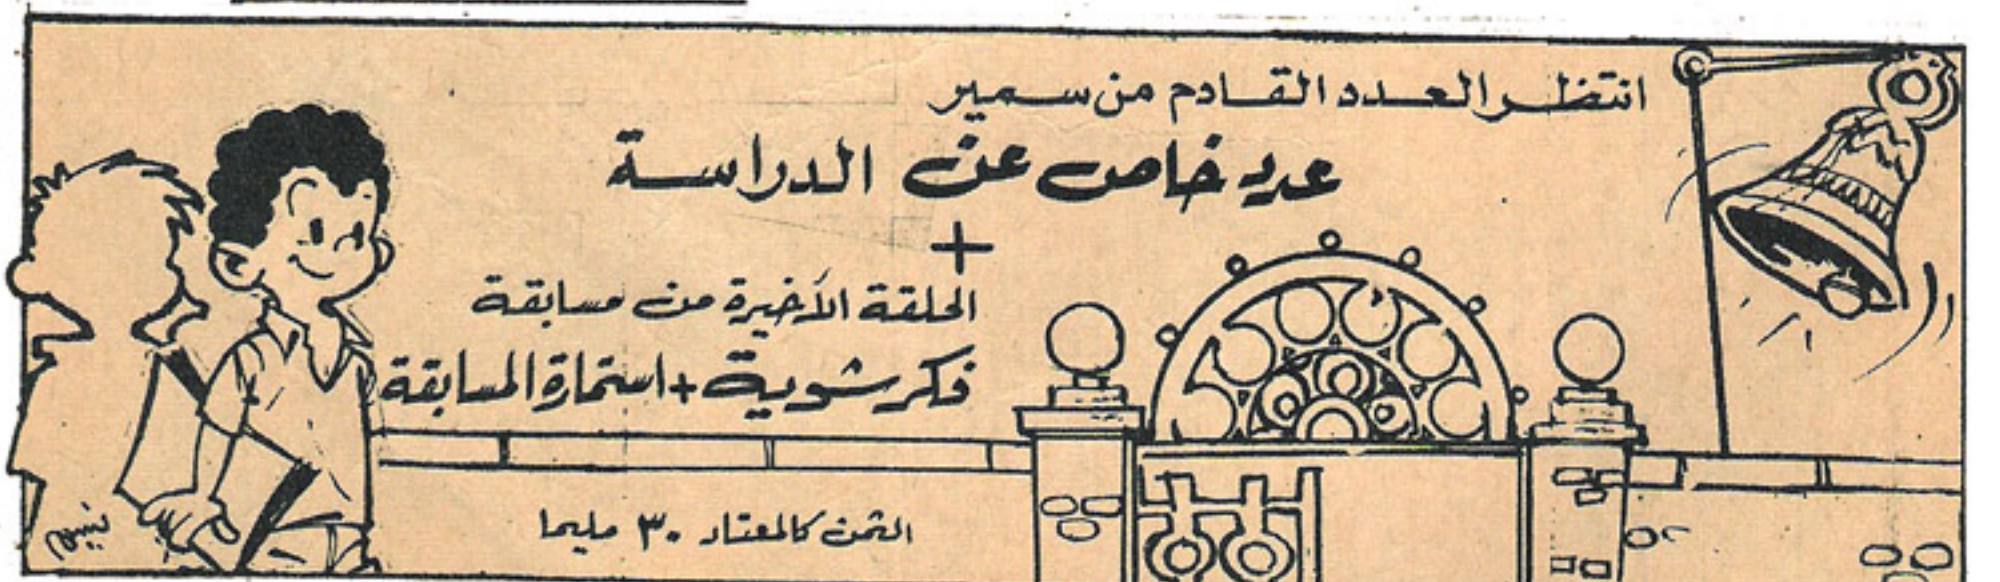 انتظر العدد القادم من سمير
عدد خاص عن الدراسة
+
الحلقة الأخيرة من مسابقة
فكر شوية + استمارة المسابقة
الثمن كالمعتاد ٣٠ مليما